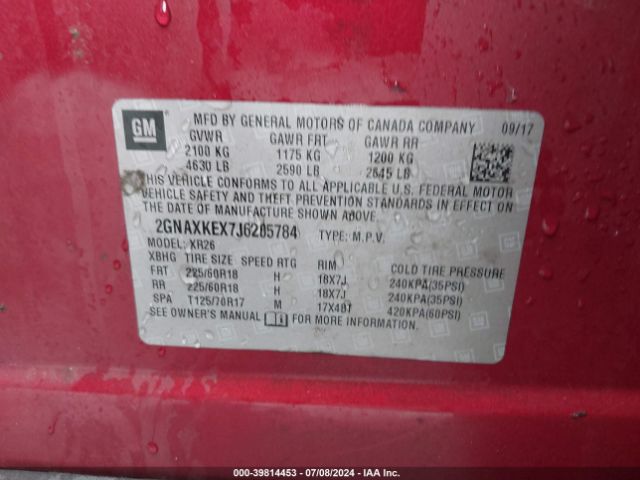 GM
MFD BY GENERAL MOTORS OF CANADA COMPANY 09/17
GVWR GAWR FRT GAWR RR
2100 KG 1175 KG 1200 KG
4630 LB 2590 LB 2645 LB
THIS VEHICLE CONFORMS TO ALL APPLICABLE U.S. FEDERAL MOTOR
VEHICLE SAFETY AND THEFT PREVENTION STANDARDS IN EFFECT ON
THE DATE OF MANUFACTURE SHOWN ABOVE.
2GNAXKEX7J6205784 TYPE: M.P.V.
MODEL: XR26
XBHG TIRE SIZE SPEED RTG RIM COLD TIRE PRESSURE
FRT 225/60R18 H 18X7J 240KPA(35PSI)
RR 225/60R18 H 18X7J 240KPA(35PSI)
SPA T125/70R17 M 17X4BT 420KPA(60PSI)
SEE OWNER'S MANUAL FOR MORE INFORMATION.
000-39814453 - 07/08/2024 - IAA Inc.